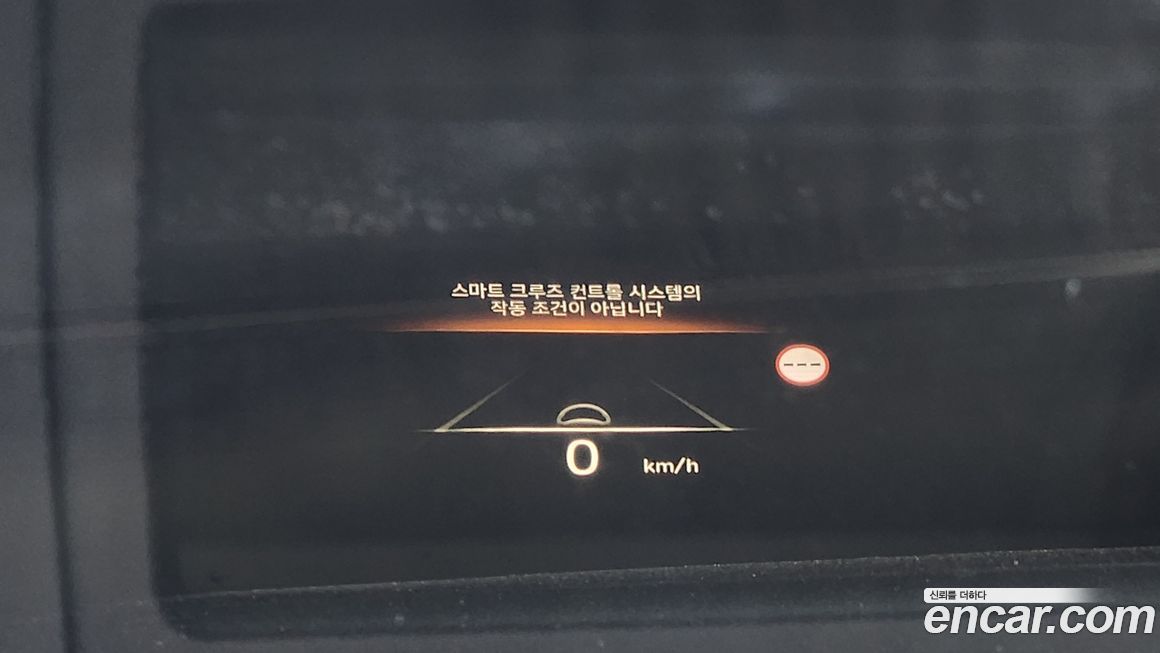 스마트 크루즈 컨트롤 시스템의
작동 조건이 아닙니다
---
0 km/h
신뢰를 더하다
encar.com